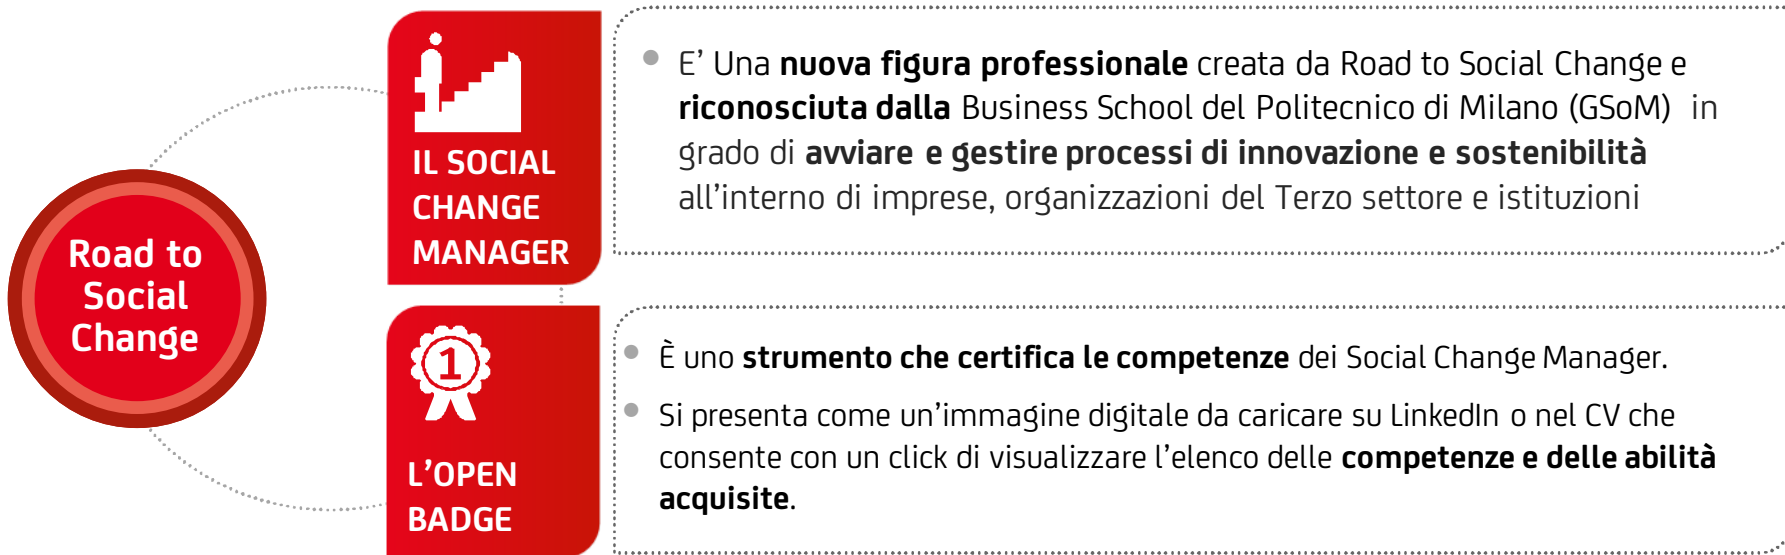 Road to
Social
Change
IL SOCIAL
CHANGE
MANAGER
E’ Una nuova figura professionale creata da Road to Social Change e
riconosciuta dalla Business School del Politecnico di Milano (GSoM) in
grado di avviare e gestire processi di innovazione e sostenibilità
all’interno di imprese, organizzazioni del Terzo settore e istituzioni
1
L’OPEN
BADGE
È uno strumento che certifica le competenze dei Social Change Manager.
Si presenta come un’immagine digitale da caricare su LinkedIn o nel CV che
consente con un click di visualizzare l’elenco delle competenze e delle abilità
acquisite.